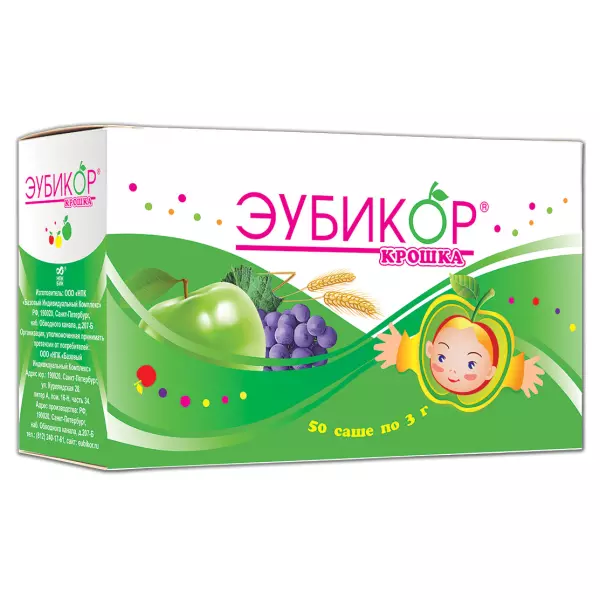 ЭУБИКОР®
КРОШКА
НПК
БИК
Изготовитель: ООО «НПК
«Базовый Индивидуальный Комплекс»
РФ, 190020, Санкт-Петербург,
наб. Обводного канала, д.207-Б
Организация, уполномоченная принимать
претензии от потребителей:
ООО «НПК «Базовый
Индивидуальный Комплекс»
Адрес юр.: 190020, Санкт-Петербург,
ул. Курляндская 28,
литер А, пом. 16-Н, часть 34.
Адрес производства: РФ,
190020, Санкт-Петербург,
наб. Обводного канала, д.207-Б
тел.: (812) 240-17-61, сайт: eubikor.ru
ЭУБИКОР®
КРОШКА
50 саше по 3 г